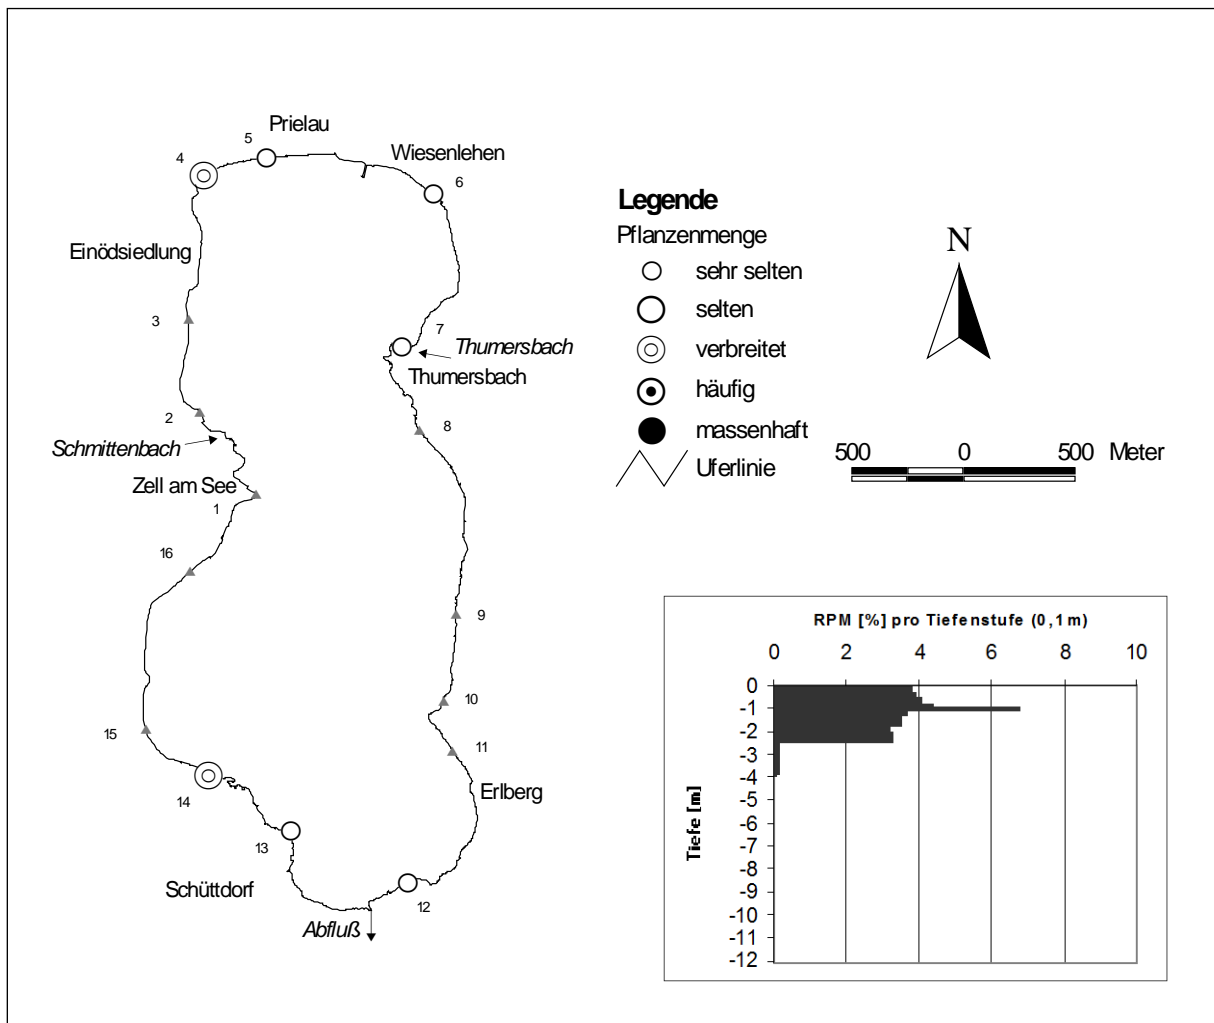 Prielau
5
Wiesenlehen
4
6
Einödsiedlung
3
7
Thumersbach
Thumersbach
2
8
Schmittenbach
Zell am See
1
16
9
10
15
11
Erlberg
14
13
Schüttdorf
12
Abfluß
Legende
Pflanzenmenge
sehr selten
selten
verbreitet
häufig
massenhaft
Uferlinie
N
500 0 500 Meter
RPM [%] pro Tiefenstufe (0,1m)
0 2 4 6 8 10
Tiefe [m]
0
-1
-2
-3
-4
-5
-6
-7
-8
-9
-10
-11
-12